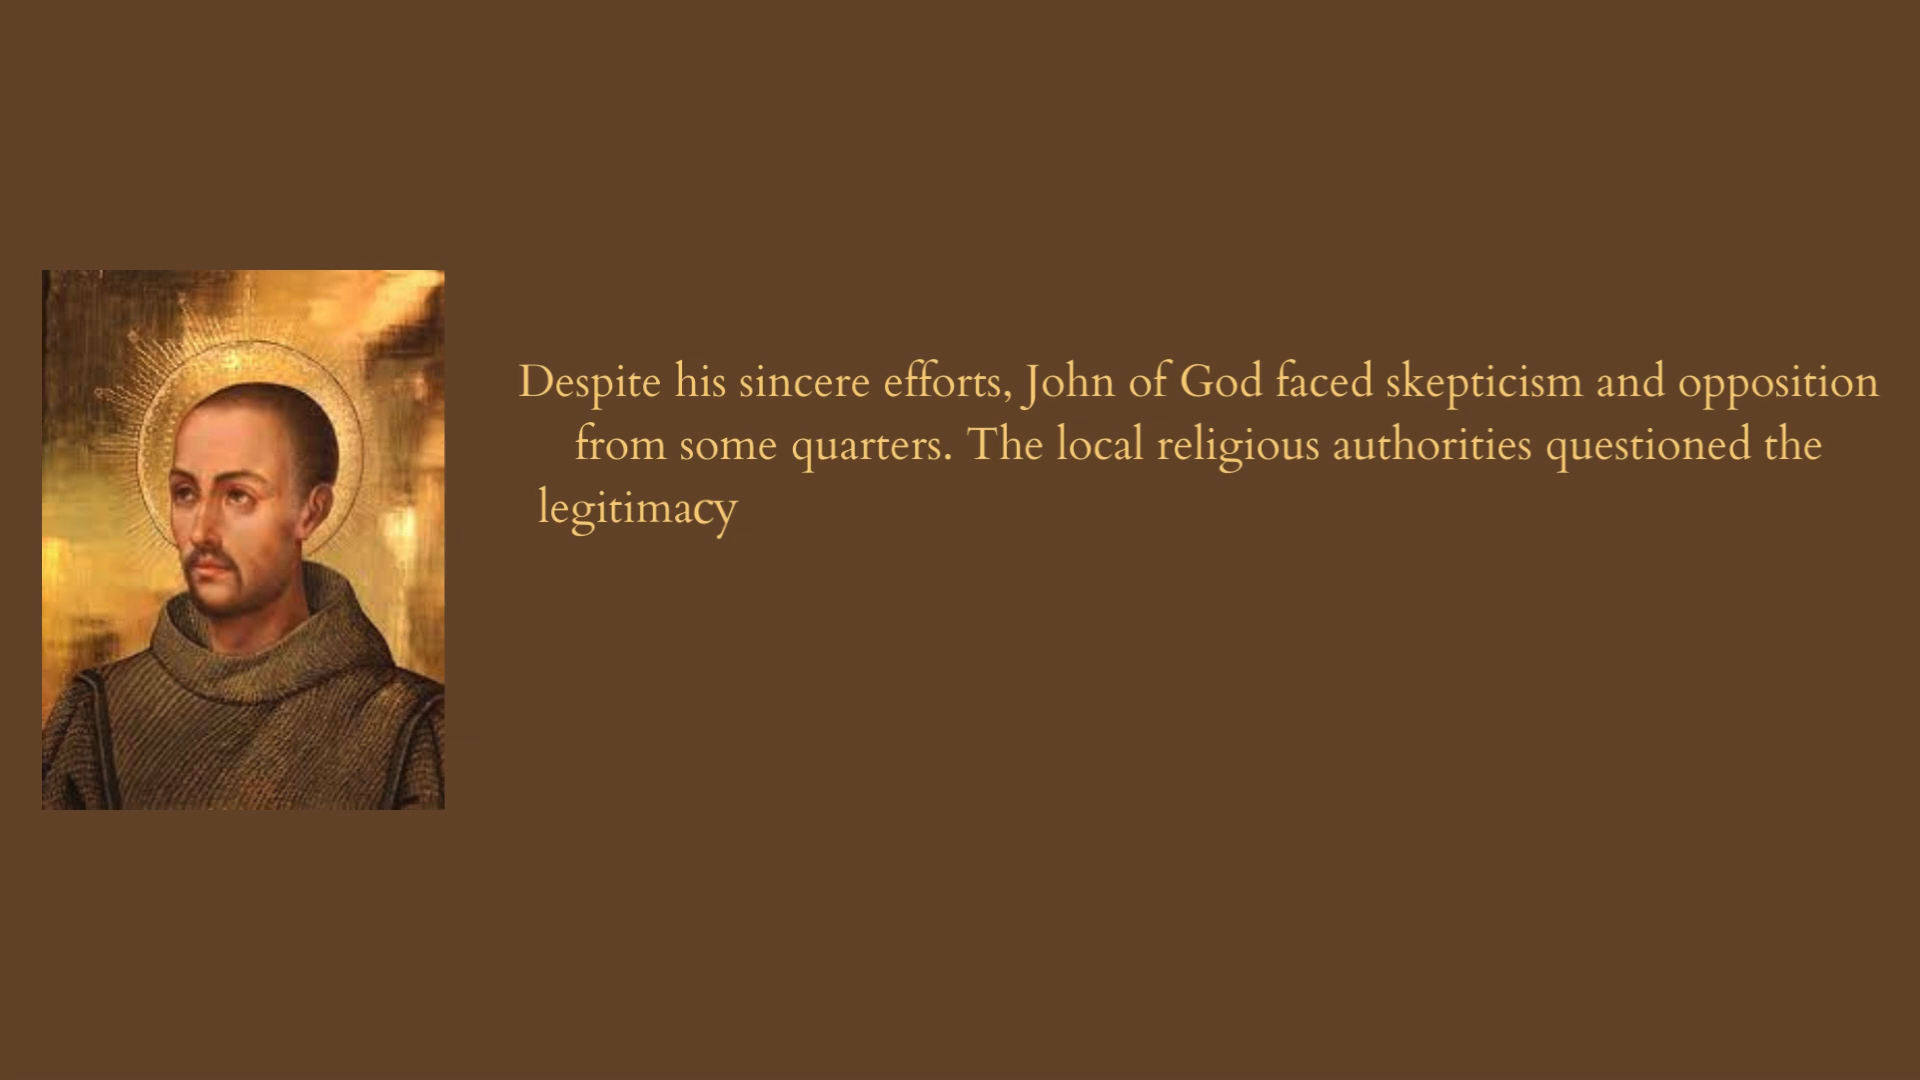 Despite his sincere efforts, John of God faced skepticism and opposition
from some quarters. The local religious authorities questioned the
legitimacy